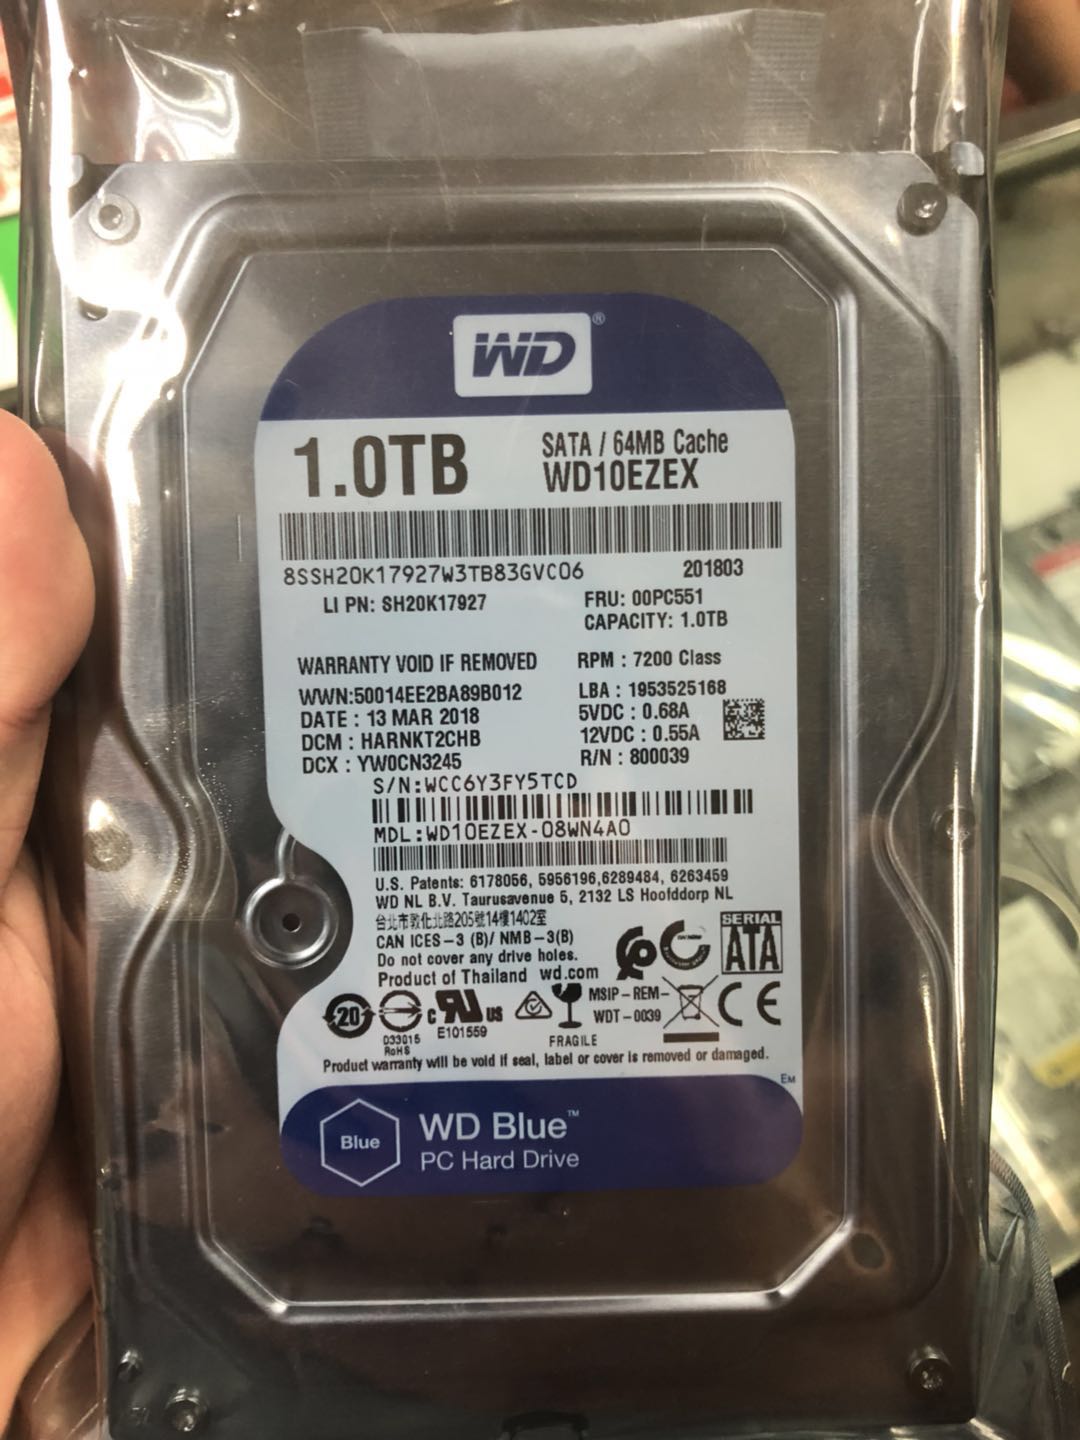 WD®
1.0TB
SATA / 64MB Cache
WD10EZEX
8SSH20K17927W3TB83GVC06
201803
LI PN: SH20K17927
FRU: 00PC551
CAPACITY: 1.0TB
WARRANTY VOID IF REMOVED
RPM : 7200 Class
WWN:50014EE2BA89B012
LBA : 1953525168
DATE : 13 MAR 2018
5VDC : 0.68A
DCM : HARNKT2CHB
12VDC : 0.55A
DCX : YW0CN3245
R/N : 800039
S/N:WCC6Y3FY5TCD
MDL:WD10EZEX-08WN4A0
U.S. Patents: 6178056, 5956196,6289484, 6263459
WD NL B.V. Taurusavenue 5, 2132 LS Hoofddorp NL
台北市敦化北路205號14樓1402室
CAN ICES-3 (B)/ NMB-3(B)
Do not cover any drive holes.
Product of Thailand wd.com
SERIAL
ATA
20
D33015
RoHS
c RU US
E101559
FRAGILE
MSIP-REM-
WDT-0039
CE
Product warranty will be void if seal, label or cover is removed or damaged.
EM
Blue
WD Blue™
PC Hard Drive